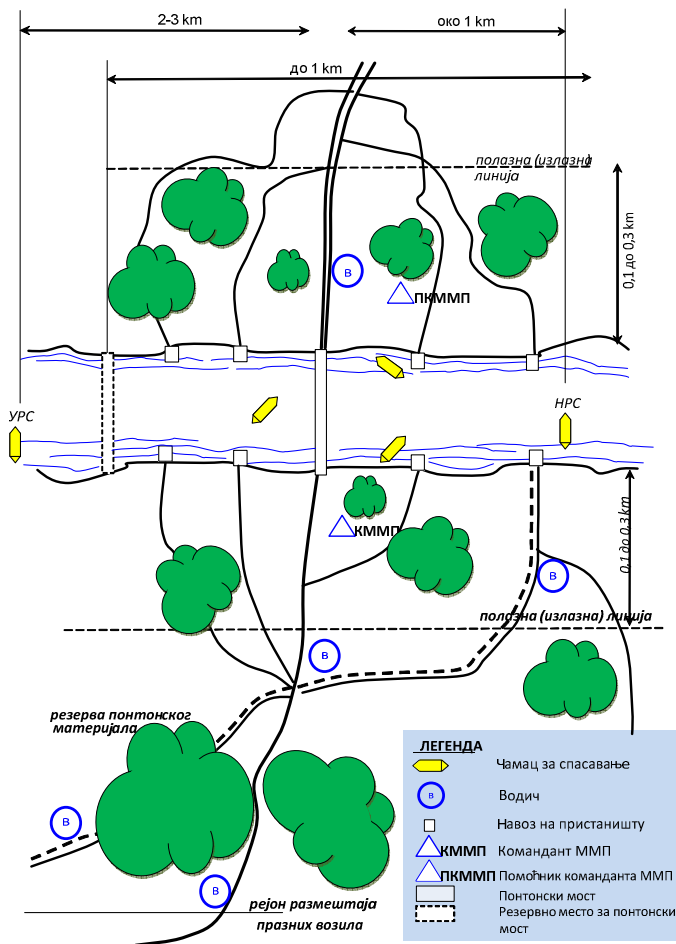 2-3 km
око 1 km
до 1 km
полазна (излазна)
линија
0,1 до 0,3 km
В
ПКММП
УРС
НРС
КММП
0,1 до 0,3 km
В
полазна (излазна) линија
В
резерва понтонског
материјала
В
В
рејон размештаја
празних возила
ЛЕГЕНДА
Чамац за спасавање
В
Водич
Навоз на пристаништу
КММП Командант ММП
ПКММП Помоћник команданта ММП
Понтонски мост
Резервно место за понтонски
мост